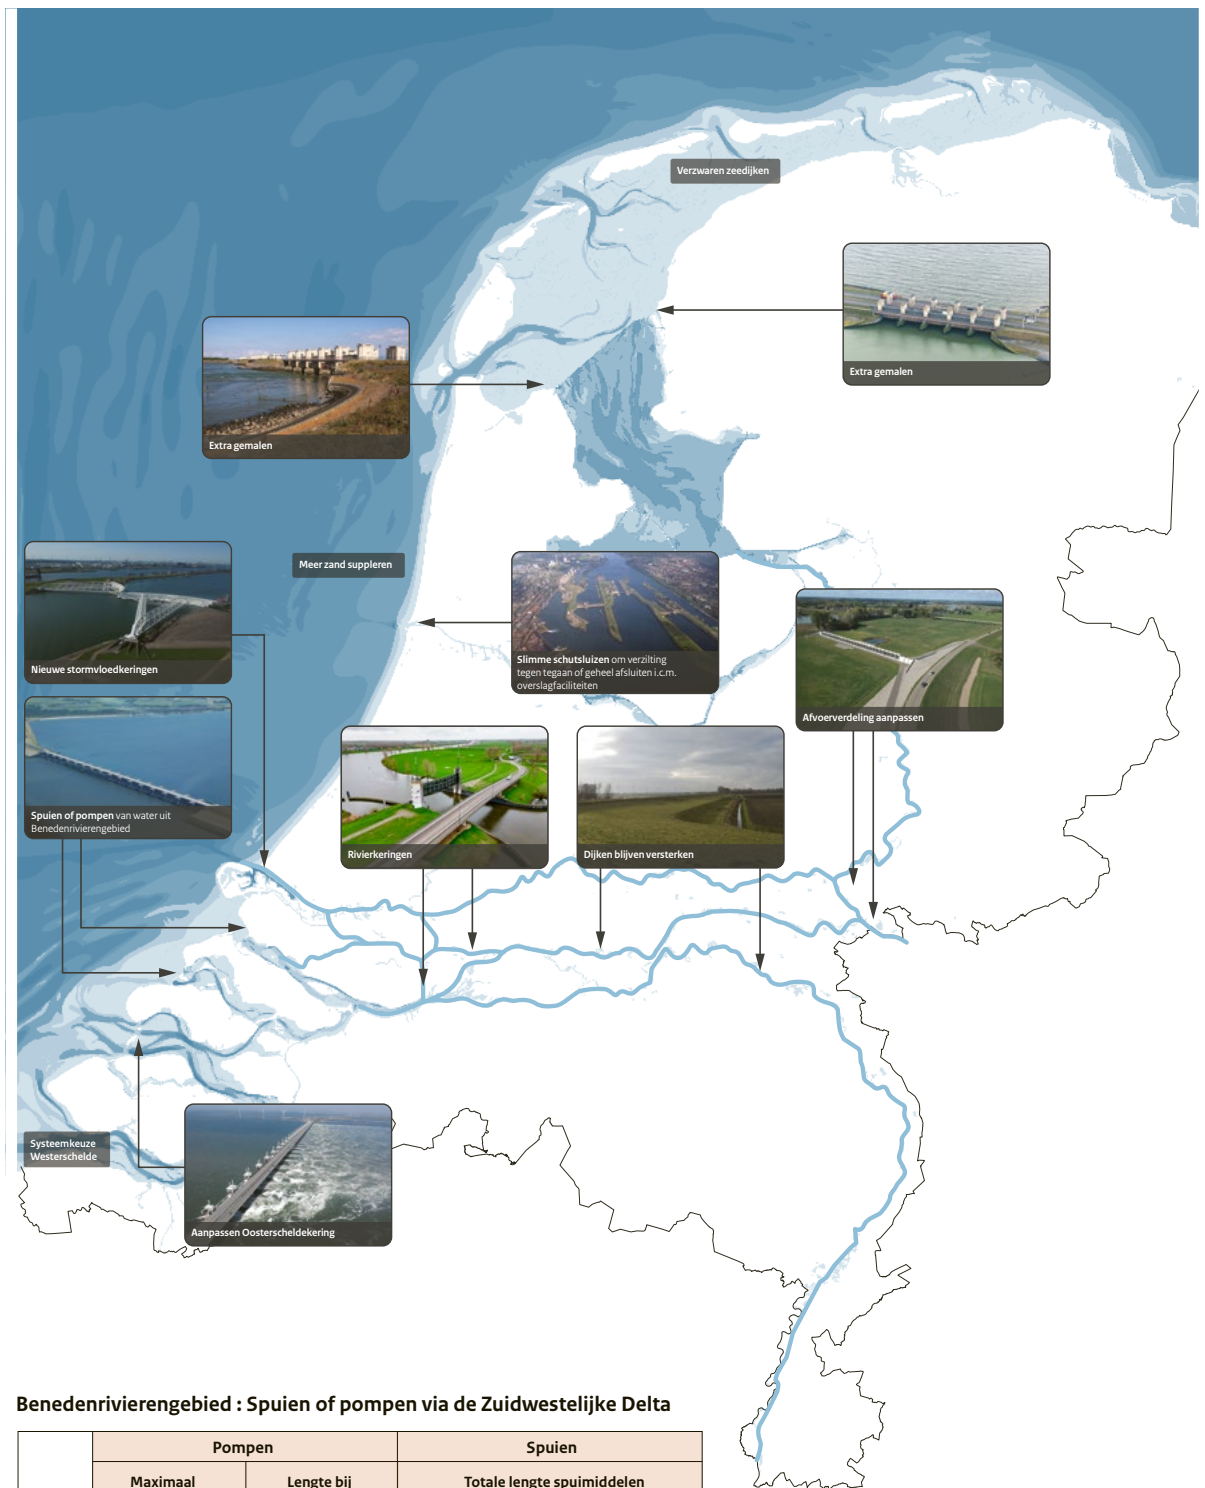 Verzwaren zeedijken
Extra gemalen
Extra gemalen
Meer zand suppleren
Nieuwe stormvloedkeringen
Slimme schutsluizen om verzilting
tegen tegaan of geheel afsluiten i.c.m.
overslagfaciliteiten
Afvoerverdeling aanpassen
Spuien of pompen van water uit
Benedenrivierengebied
Rivierkeringen
Dijken blijven versterken
Systeemkeuze
Westerschelde
Aanpassen Oosterscheldekering
Benedenrivierengebied : Spuien of pompen via de Zuidwestelijke Delta
Pompen
Spuien
Maximaal
Lengte bij
Totale lengte spuimiddelen